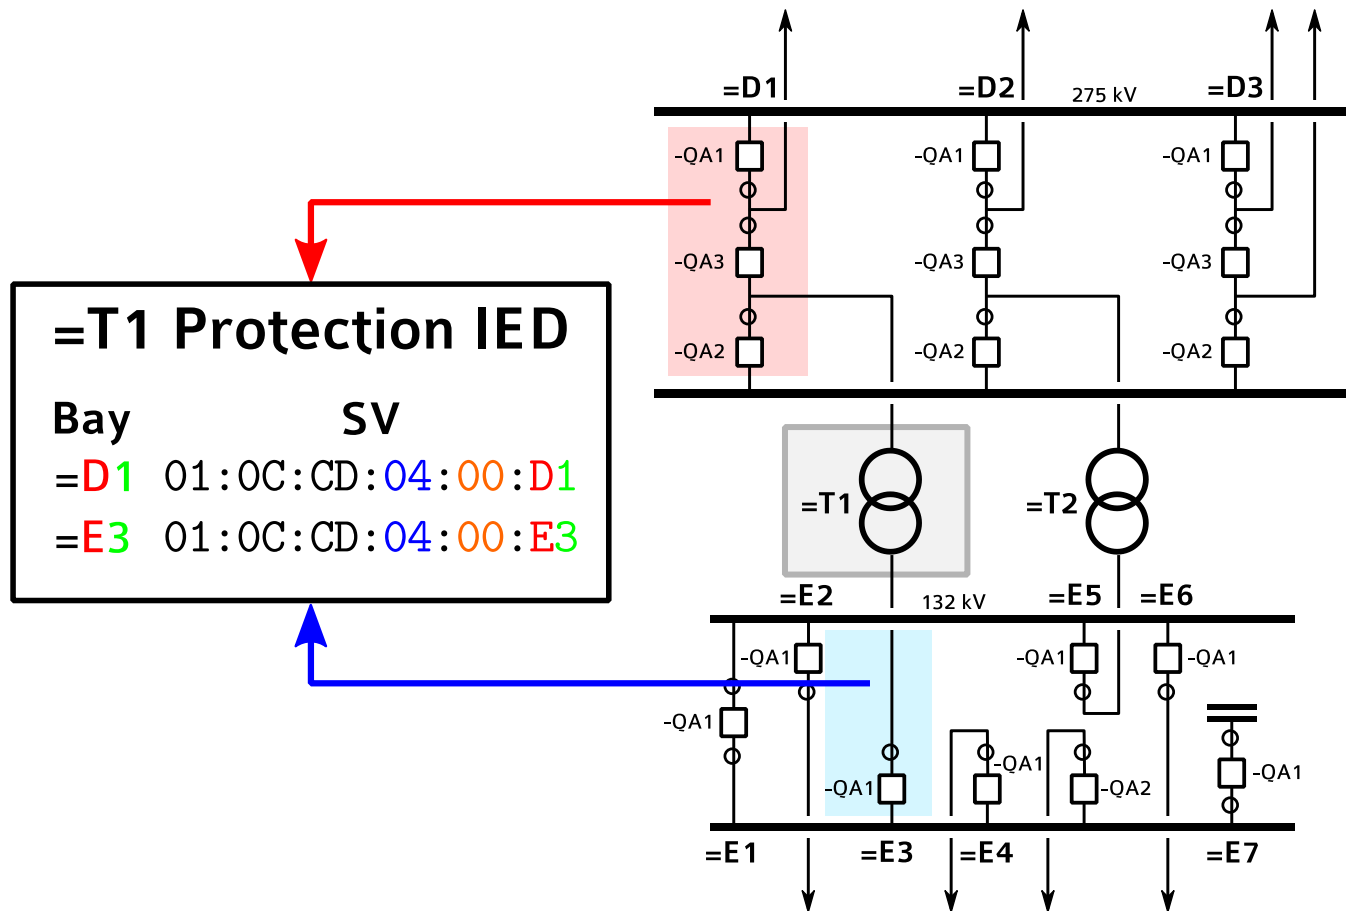 =D1 =D2 275 kV =D3
-QA1 -QA1 -QA1
-QA3 -QA3 -QA3
-QA2 -QA2 -QA2
=T1 Protection IED
Bay SV
=D1 01:0C:CD:04:00:D1
=E3 01:0C:CD:04:00:E3
=T1 =T2
=E2 132 kV =E5 =E6
-QA1 -QA1 -QA1
-QA1
-QA1 -QA1 -QA2 -QA1
=E1 =E3 =E4 =E7